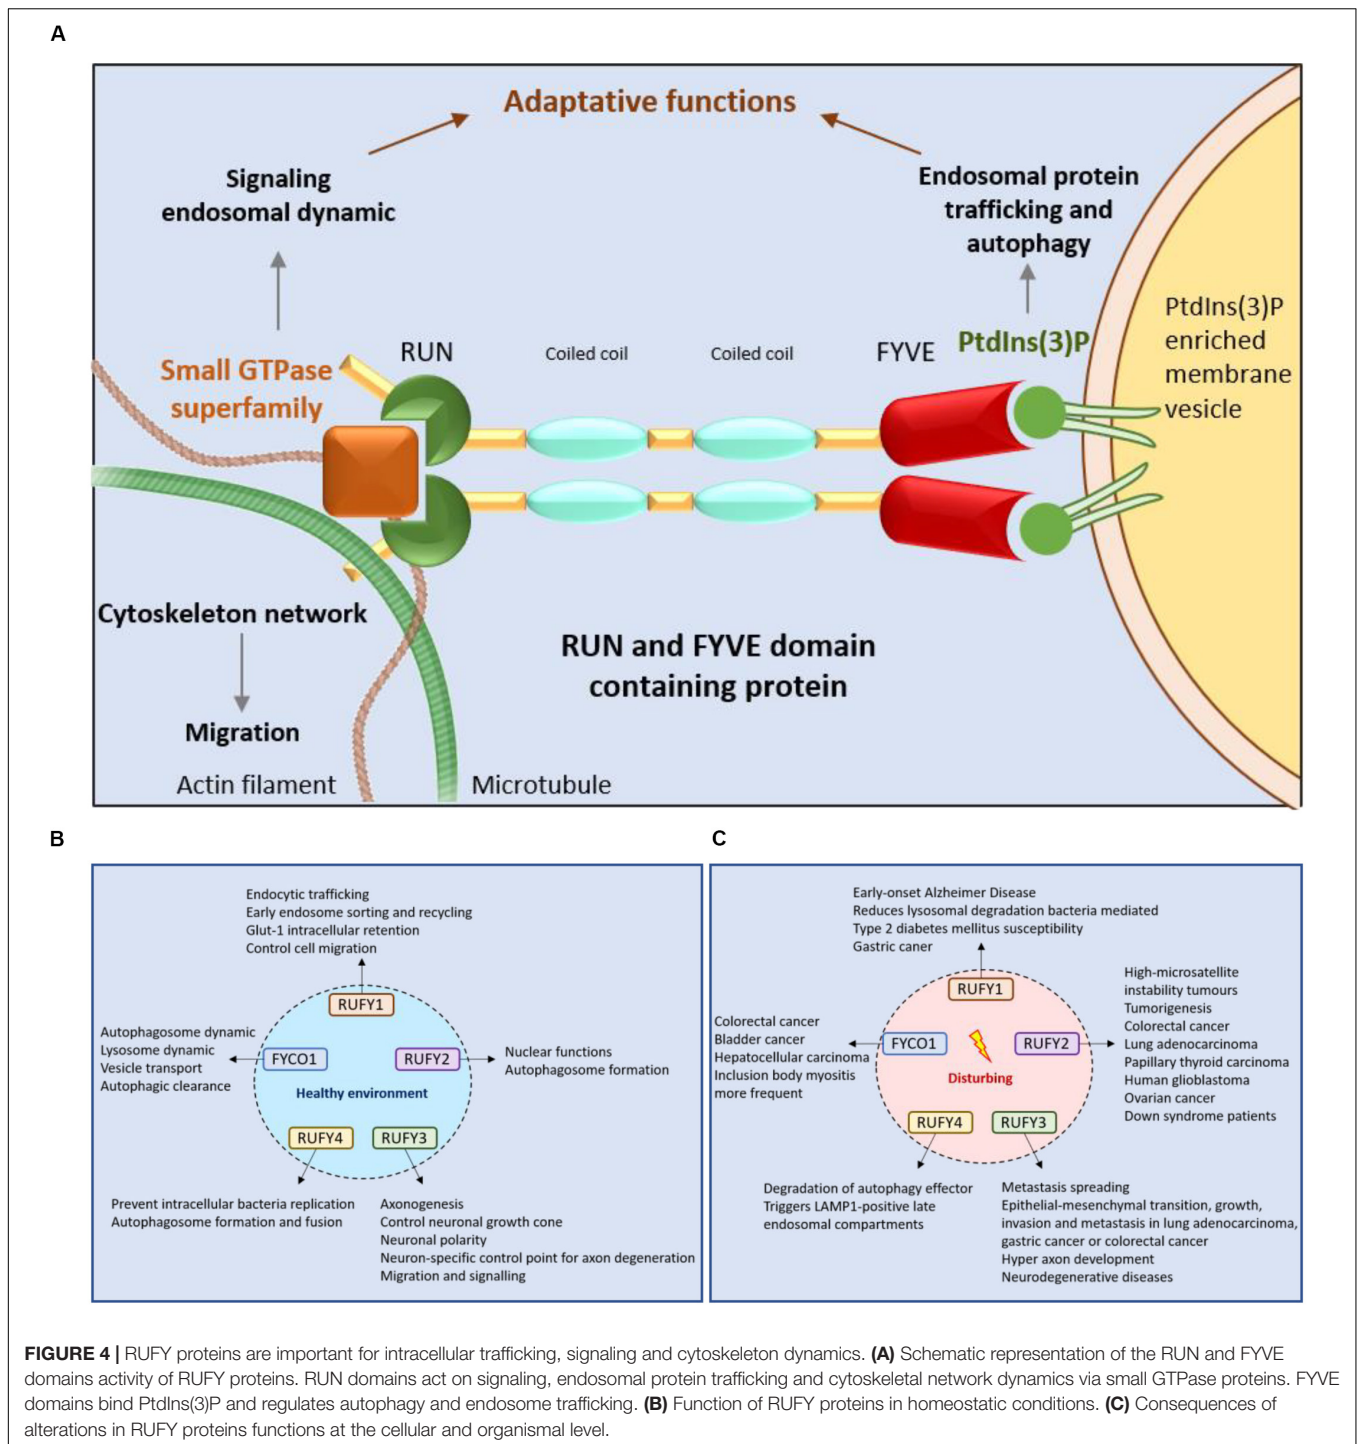 A
Adaptative functions
Signaling
endosomal dynamic
Endosomal protein
trafficking and
autophagy
Small GTPase
superfamily
RUN
Coiled coil
Coiled coil
FYVE
PtdIns(3)P
PtdIns(3)P
enriched
membrane
vesicle
Cytoskeleton network
Migration
RUN and FYVE domain
containing protein
Actin filament
Microtubule
B
Endocytic trafficking
Early endosome sorting and recycling
Glut-1 intracellular retention
Control cell migration
RUFY1
Autophagosome dynamic
Lysosome dynamic
Vesicle transport
Autophagic clearance
FYCO1
RUFY2
Nuclear functions
Autophagosome formation
Healthy environment
RUFY4
RUFY3
Prevent intracellular bacteria replication
Autophagosome formation and fusion
Axonogenesis
Control neuronal growth cone
Neuronal polarity
Neuron-specific control point for axon degeneration
Migration and signalling
C
Early-onset Alzheimer Disease
Reduces lysosomal degradation bacteria mediated
Type 2 diabetes mellitus susceptibility
Gastric caner
RUFY1
Colorectal cancer
Bladder cancer
Hepatocellular carcinoma
Inclusion body myositis
more frequent
FYCO1
RUFY2
High-microsatellite
instability tumours
Tumorigenesis
Colorectal cancer
Lung adenocarcinoma
Papillary thyroid carcinoma
Human glioblastoma
Ovarian cancer
Down syndrome patients
Disturbing
RUFY4
RUFY3
Degradation of autophagy effector
Triggers LAMP1-positive late
endosomal compartments
Metastasis spreading
Epithelial-mesenchymal transition, growth,
invasion and metastasis in lung adenocarcinoma,
gastric cancer or colorectal cancer
Hyper axon development
Neurodegenerative diseases
FIGURE 4 | RUFY proteins are important for intracellular trafficking, signaling and cytoskeleton dynamics. (A) Schematic representation of the RUN and FYVE
domains activity of RUFY proteins. RUN domains act on signaling, endosomal protein trafficking and cytoskeletal network dynamics via small GTPase proteins. FYVE
domains bind PtdIns(3)P and regulates autophagy and endosome trafficking. (B) Function of RUFY proteins in homeostatic conditions. (C) Consequences of
alterations in RUFY proteins functions at the cellular and organismal level.